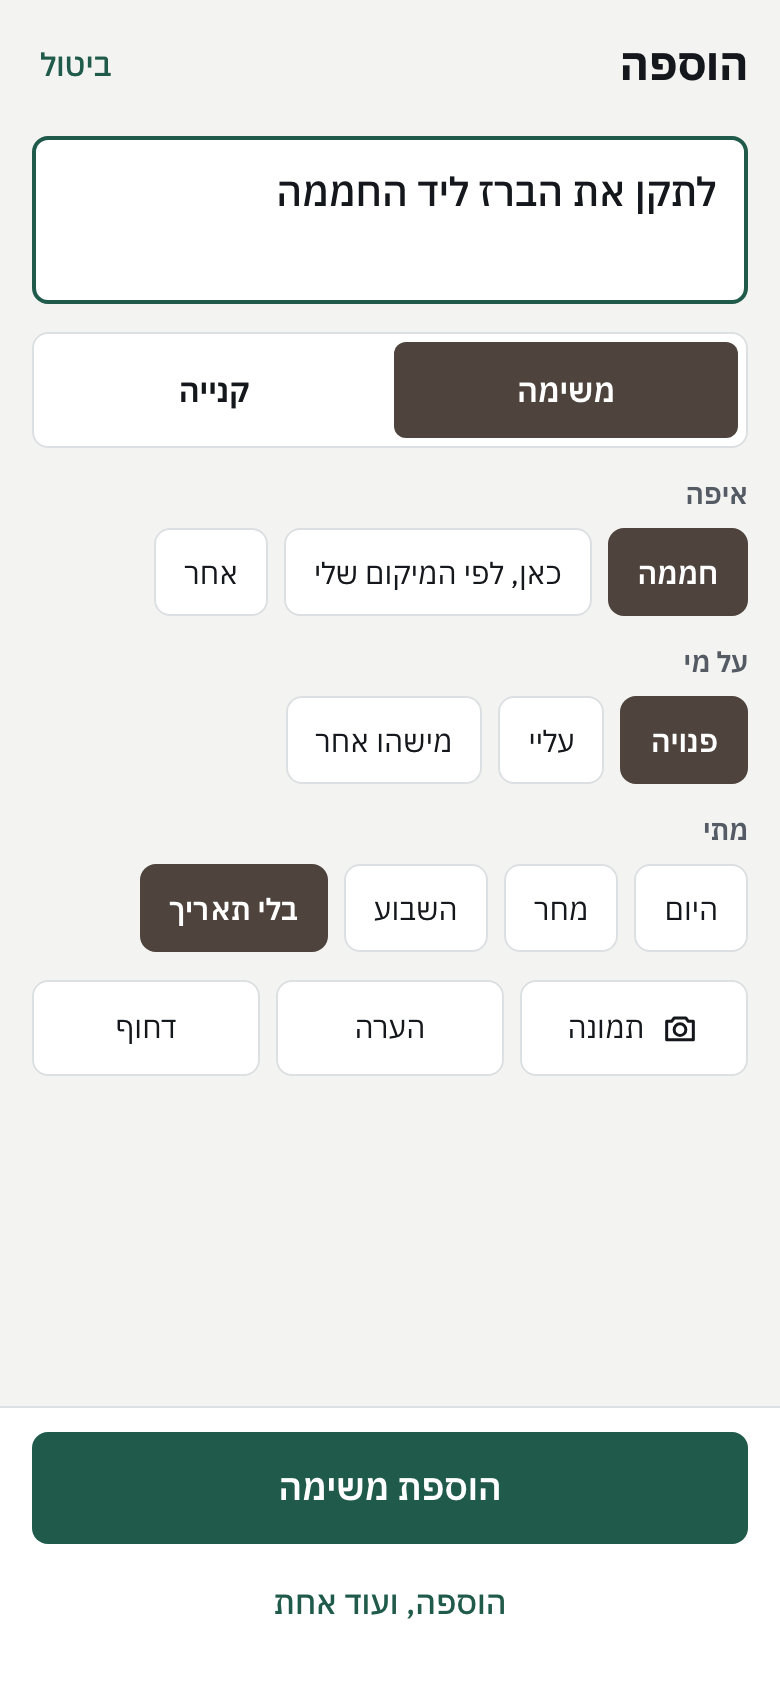 הוספה
ביטול
לתקן את הברז ליד החממה
משימה
קנייה
איפה
חממה
כאן, לפי המיקום שלי
אחר
על מי
פנויה
עליי
מישהו אחר
מתי
היום
מחר
השבוע
בלי תאריך
תמונה
הערה
דחוף
הוספת משימה
הוספה, ועוד אחת